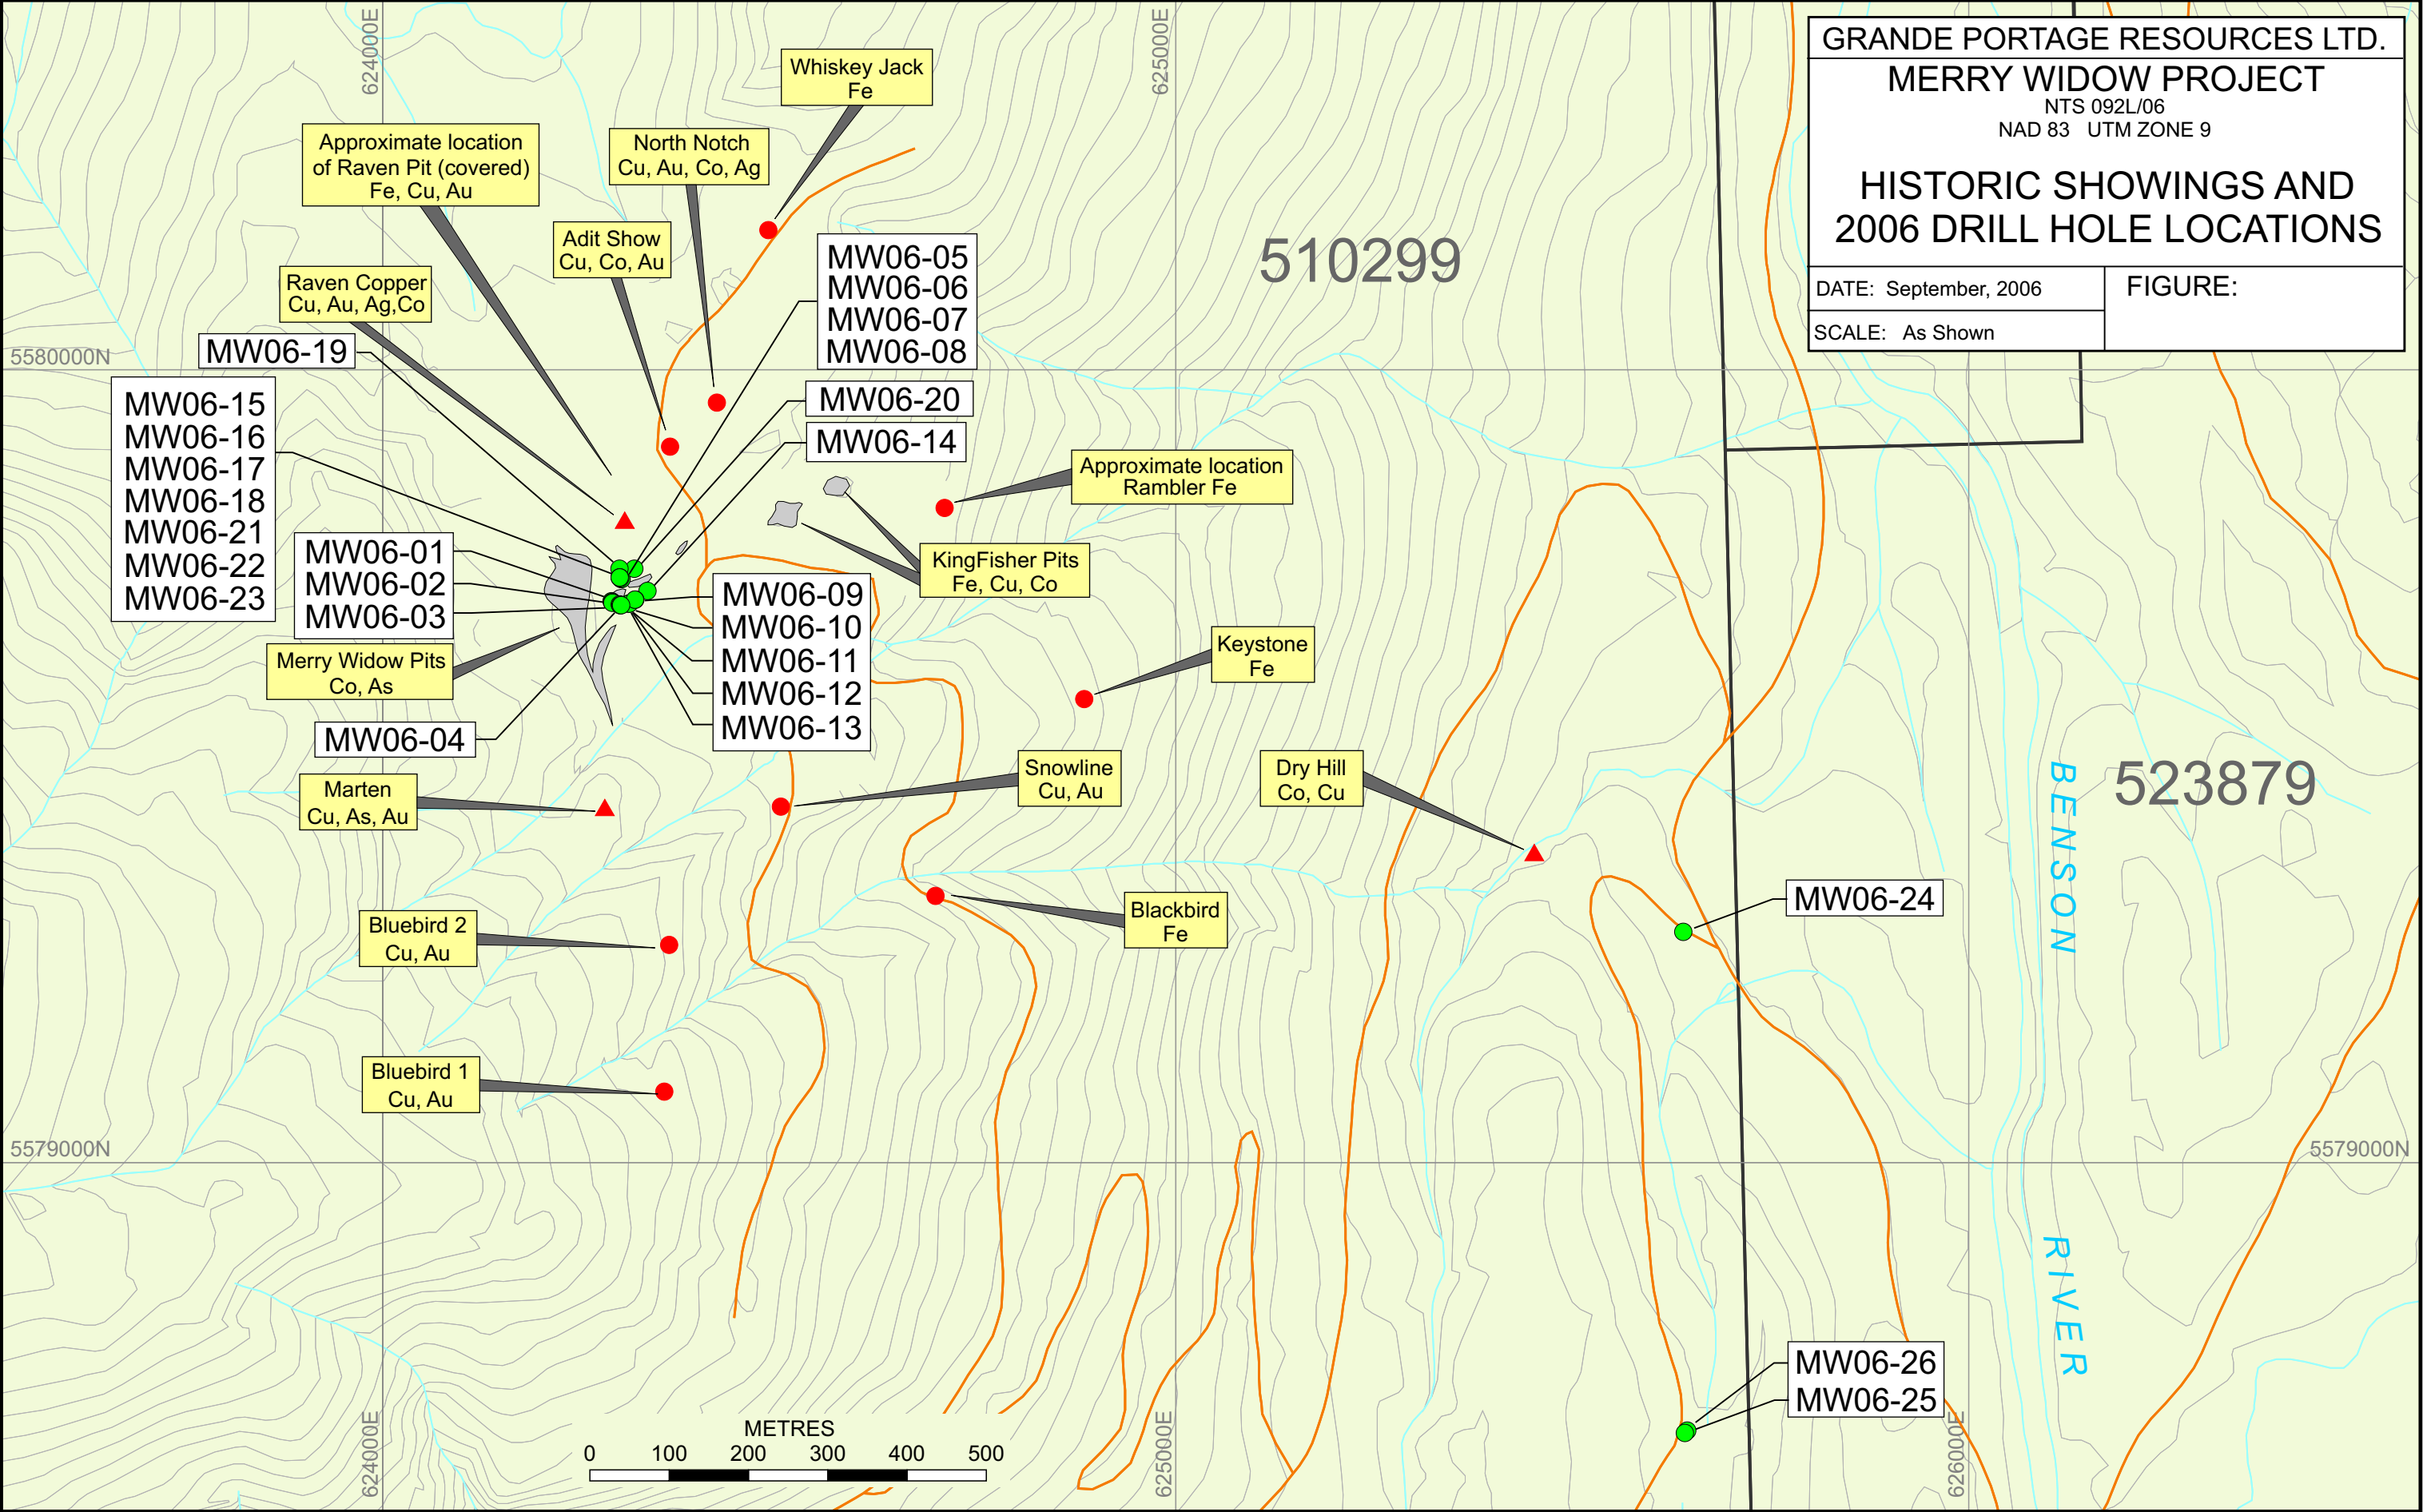 624000E
625000E
GRANDE PORTAGE RESOURCES LTD.
MERRY WIDOW PROJECT
NTS 092L/06
NAD 83 UTM ZONE 9
HISTORIC SHOWINGS AND
2006 DRILL HOLE LOCATIONS
DATE: September, 2006
FIGURE:
SCALE: As Shown
Whiskey Jack
Fe
Approximate location
of Raven Pit (covered)
Fe, Cu, Au
North Notch
Cu, Au, Co, Ag
Adit Show
Cu, Co, Au
Raven Copper
Cu, Au, Ag,Co
MW06-05
MW06-06
MW06-07
MW06-08
510299
5580000N
MW06-19
MW06-20
MW06-14
MW06-15
MW06-16
MW06-17
MW06-18
MW06-21
MW06-22
MW06-23
Approximate location
Rambler Fe
MW06-01
MW06-02
MW06-03
KingFisher Pits
Fe, Cu, Co
MW06-09
MW06-10
MW06-11
MW06-12
MW06-13
Merry Widow Pits
Co, As
Keystone
Fe
MW06-04
Marten
Cu, As, Au
Snowline
Cu, Au
Dry Hill
Co, Cu
523879
BENSON
MW06-24
Blackbird
Fe
Bluebird 2
Cu, Au
Bluebird 1
Cu, Au
5579000N
5579000N
RIVER
MW06-26
MW06-25
METRES
0 100 200 300 400 500
624000E
625000E
626000E